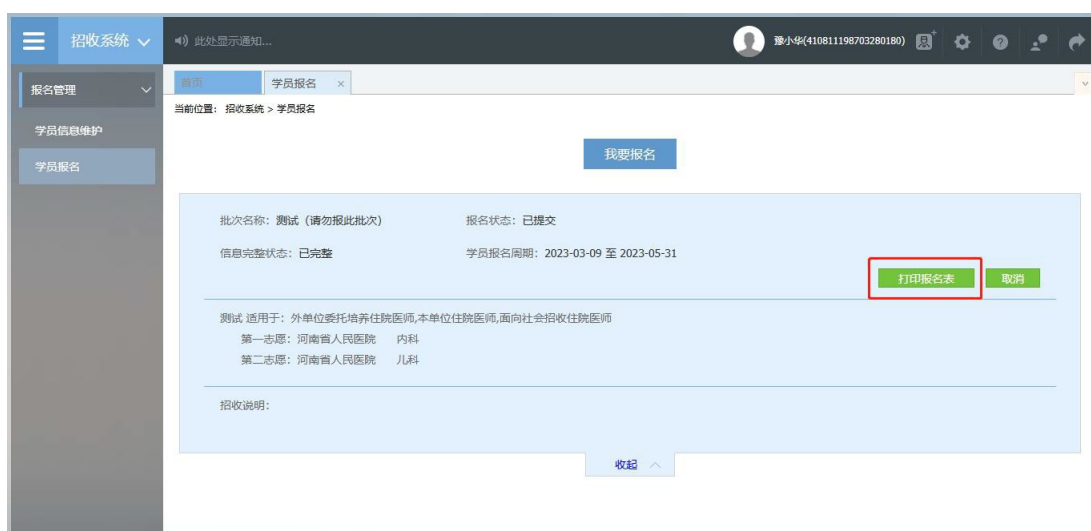 招收系统
此处显示通知...
豫小华(410811198703280180)
报名管理
首页
学员报名 ×
当前位置： 招收系统 > 学员报名
学员信息维护
学员报名
我要报名
批次名称：测试（请勿报此批次） 报名状态：已提交
信息完整状态：已完整 学员报名周期：2023-03-09 至 2023-05-31
打印报名表 取消
测试 适用于：外单位委托培养住院医师,本单位住院医师,面向社会招收住院医师
第一志愿：河南省人民医院 内科
第二志愿：河南省人民医院 儿科
招收说明：
收起